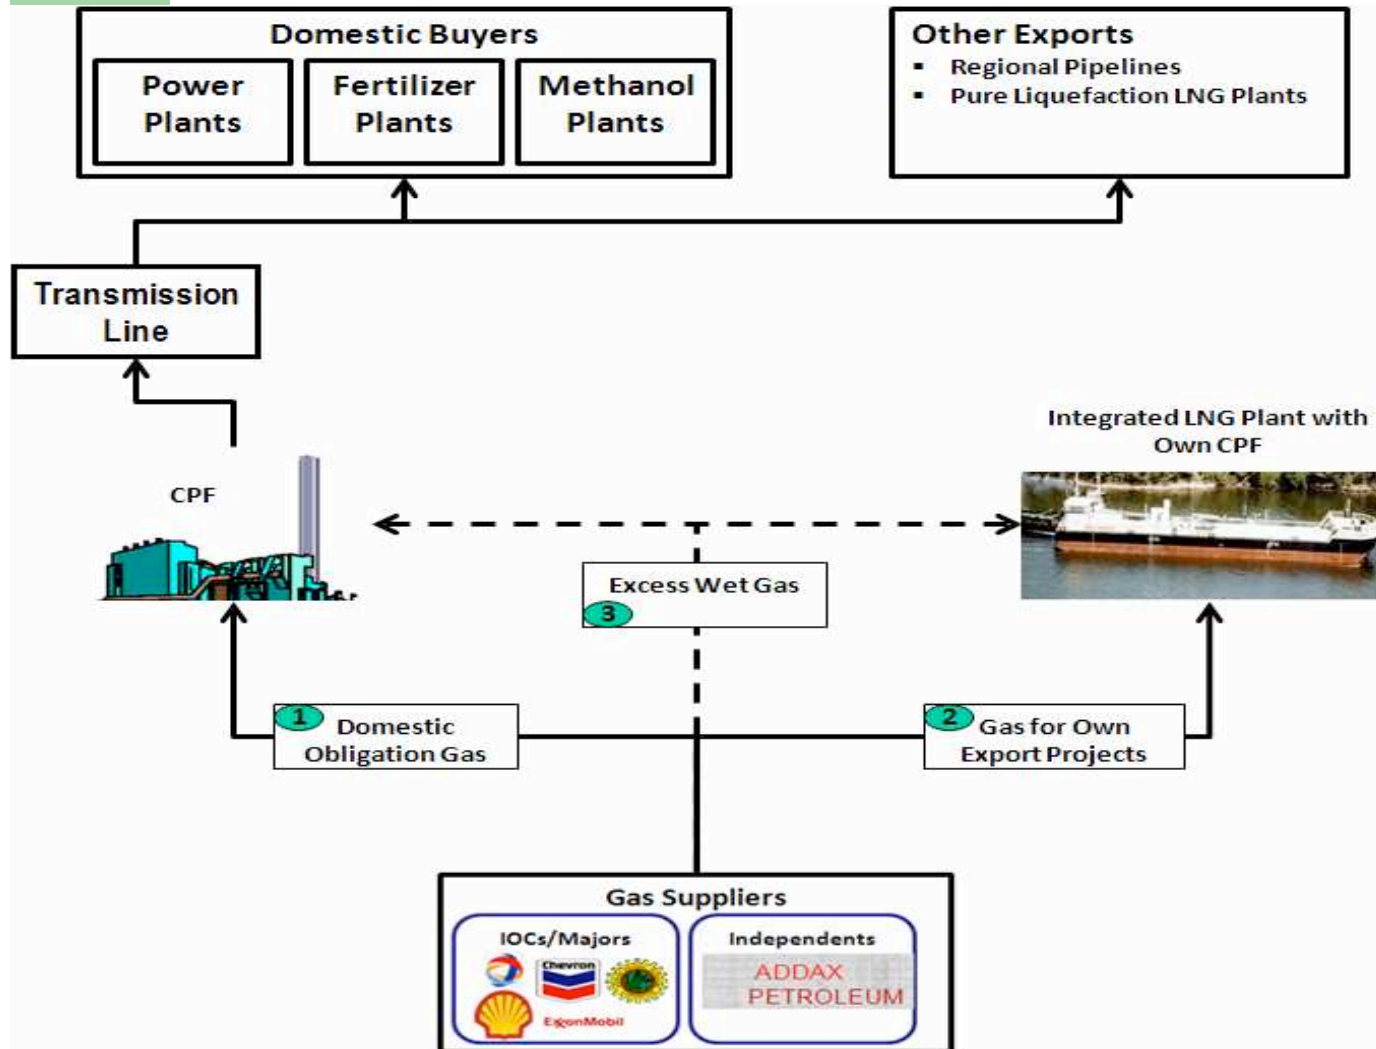 Domestic Buyers
Power
Plants
Fertilizer
Plants
Methanol
Plants
Other Exports
▪ Regional Pipelines
▪ Pure Liquefaction LNG Plants
Transmission
Line
CPF
Integrated LNG Plant with
Own CPF
Excess Wet Gas
3
1
Domestic
Obligation Gas
2
Gas for Own
Export Projects
Gas Suppliers
IOCs/Majors
Chevron
ExxonMobil
Independents
ADDAX
PETROLEUM